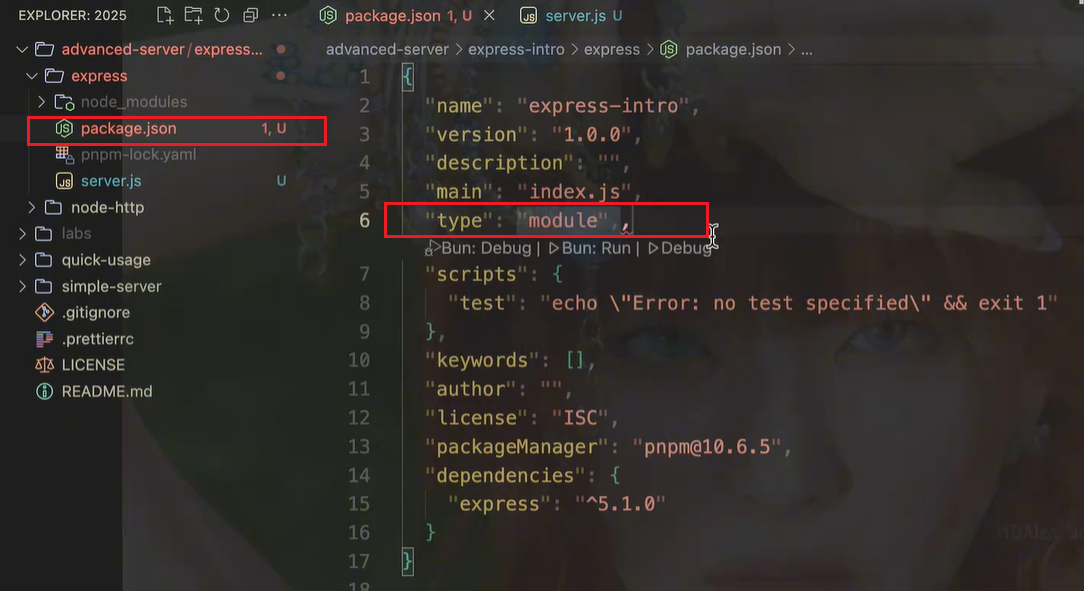 EXPLORER: 2025
package.json 1, U
server.js U
advanced-server/express...
express
node_modules
package.json 1, U
pnpm-lock.yaml
server.js U
node-http
labs
quick-usage
simple-server
.gitignore
.prettierrc
LICENSE
README.md
advanced-server > express-intro > express > package.json > ...
1 {
2 "name": "express-intro",
3 "version": "1.0.0",
4 "description": "",
5 "main": "index.js",
6 "type": "module",,
Bun: Debug | Bun: Run | Debug
7 "scripts": {
8 "test": "echo \"Error: no test specified\" && exit 1"
9 },
10 "keywords": [],
11 "author": "",
12 "license": "ISC",
13 "packageManager": "pnpm@10.6.5",
14 "dependencies": {
15 "express": "^5.1.0"
16 }
17 }
18